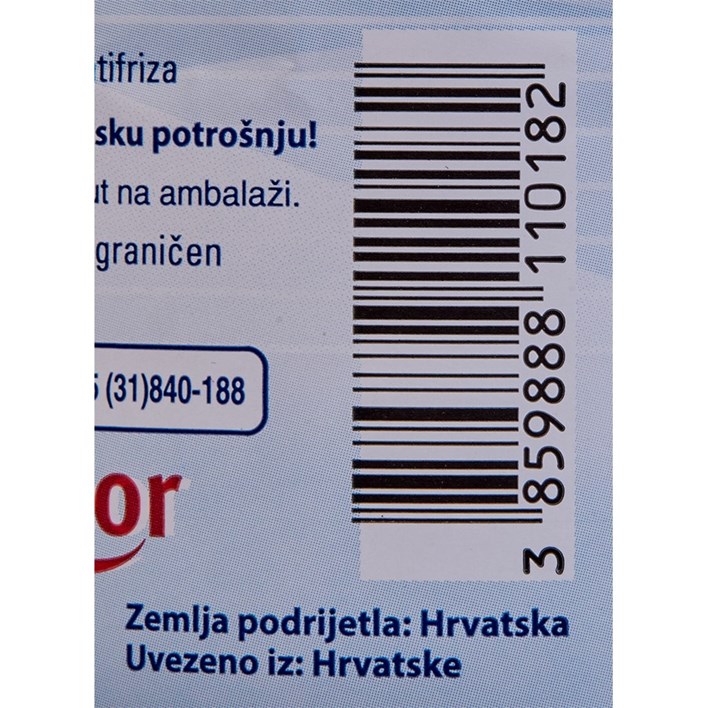 tifriza
sku potrošnju!
ut na ambalaži.
graničen
(31)840-188
or
3 859888 110182
Zemlja podrijetla: Hrvatska
Uvezeno iz: Hrvatske